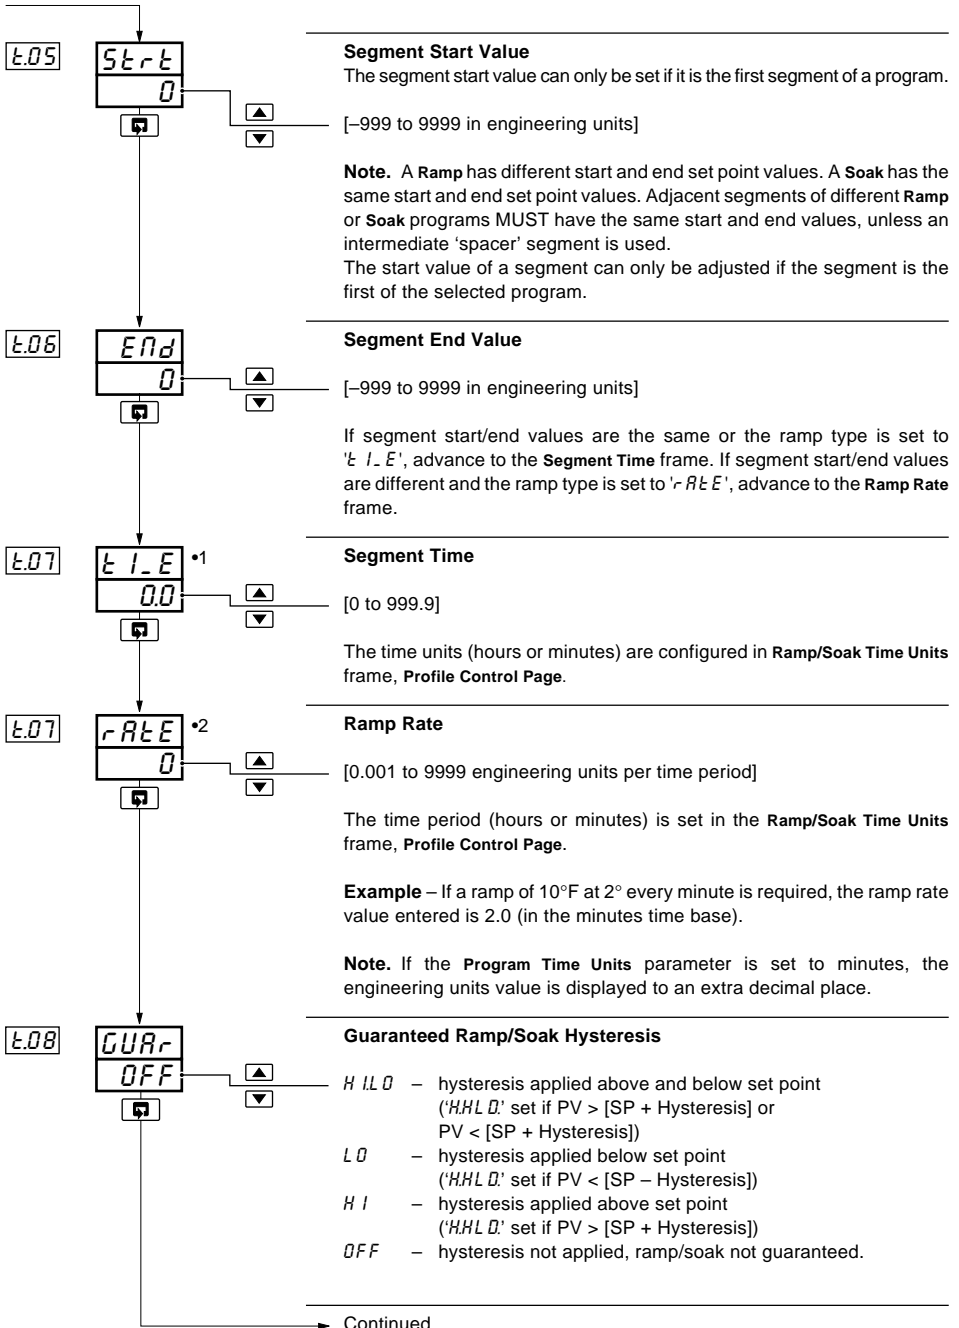 t.05
Strt
0
Segment Start Value
The segment start value can only be set if it is the first segment of a program.
[–999 to 9999 in engineering units]
Note. A Ramp has different start and end set point values. A Soak has the
same start and end set point values. Adjacent segments of different Ramp
or Soak programs MUST have the same start and end values, unless an
intermediate ‘spacer’ segment is used.
The start value of a segment can only be adjusted if the segment is the
first of the selected program.
t.06
End
0
Segment End Value
[–999 to 9999 in engineering units]
If segment start/end values are the same or the ramp type is set to
'tI_E', advance to the Segment Time frame. If segment start/end values
are different and the ramp type is set to 'rAtE', advance to the Ramp Rate
frame.
t.07
tI_E •1
0.0
Segment Time
[0 to 999.9]
The time units (hours or minutes) are configured in Ramp/Soak Time Units
frame, Profile Control Page.
t.07
rAtE •2
0
Ramp Rate
[0.001 to 9999 engineering units per time period]
The time period (hours or minutes) is set in the Ramp/Soak Time Units
frame, Profile Control Page.
Example – If a ramp of 10°F at 2° every minute is required, the ramp rate
value entered is 2.0 (in the minutes time base).
Note. If the Program Time Units parameter is set to minutes, the
engineering units value is displayed to an extra decimal place.
t.08
GUAr
OFF
Guaranteed Ramp/Soak Hysteresis
HI.LO – hysteresis applied above and below set point
(‘H.HLD.’ set if PV > [SP + Hysteresis] or
PV < [SP + Hysteresis])
LO – hysteresis applied below set point
(‘H.HLD.’ set if PV < [SP – Hysteresis])
HI – hysteresis applied above set point
(‘H.HLD.’ set if PV > [SP + Hysteresis])
OFF – hysteresis not applied, ramp/soak not guaranteed.
Continued